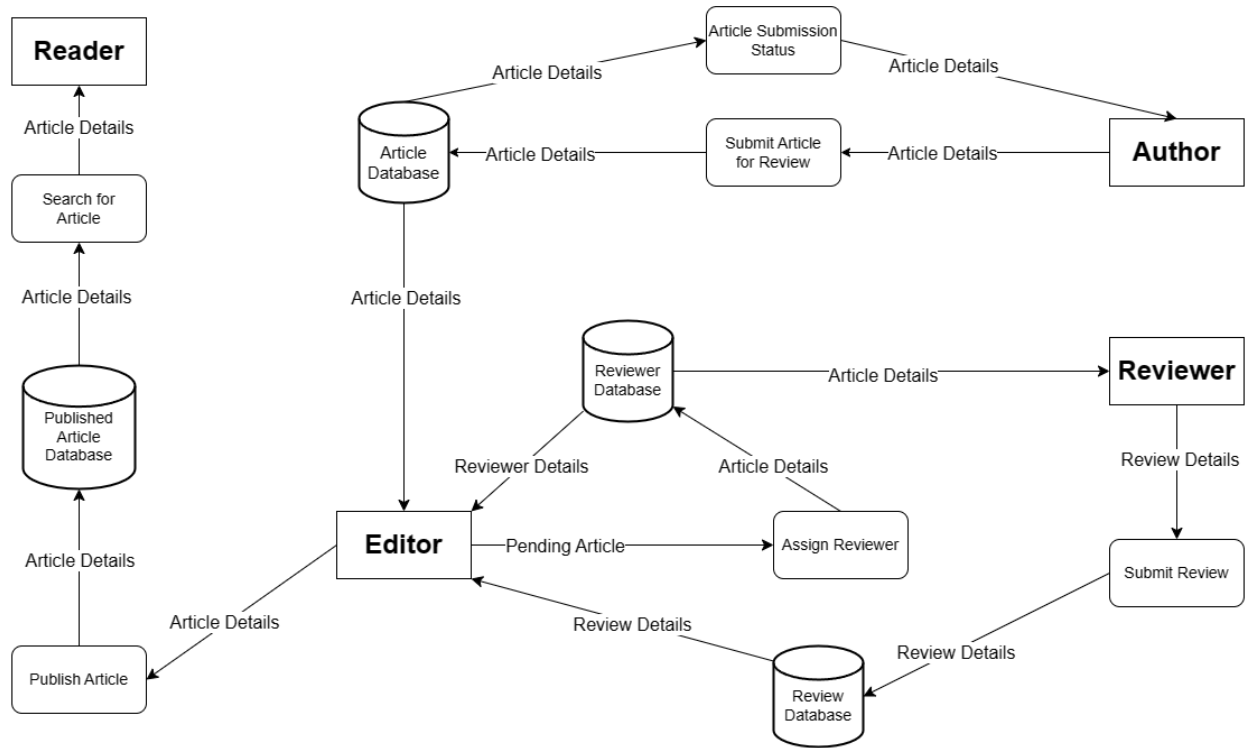 Reader
Article Submission
Status
Article Details
Article Details
Article Details
Article
Database
Article Details
Submit Article
for Review
Article Details
Author
Search for
Article
Article Details
Article Details
Reviewer
Database
Article Details
Reviewer
Published
Article
Database
Reviewer Details
Article Details
Review Details
Editor
Pending Article
Assign Reviewer
Submit Review
Article Details
Article Details
Review Details
Review Details
Publish Article
Review
Database